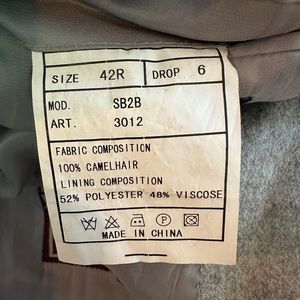 SIZE 42R DROP 6
MOD. SB2B
ART. 3012
FABRIC COMPOSITION
100% CAMELHAIR
LINING COMPOSITION
52% POLYESTER 48% VISCOSE
P
MADE IN CHINA